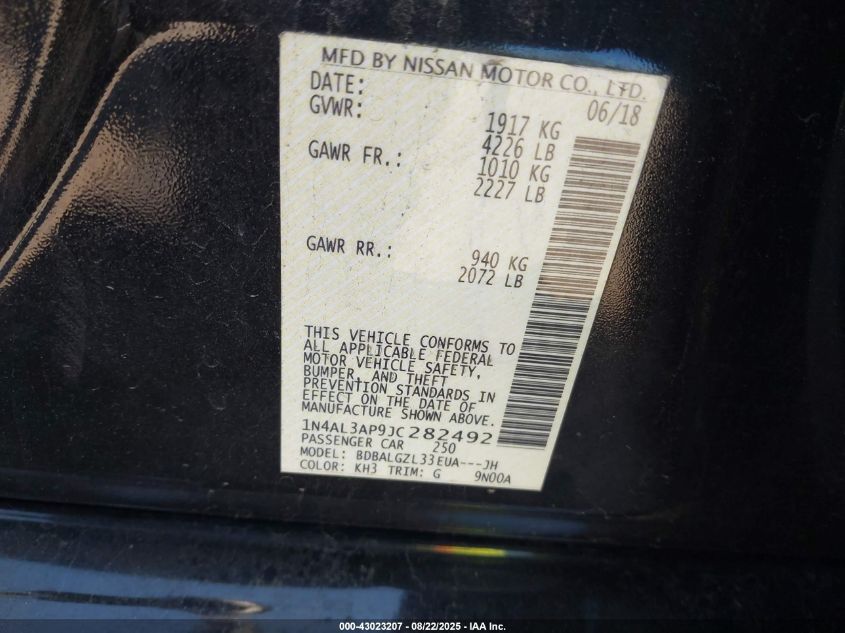 MFD BY NISSAN MOTOR CO., LTD.
DATE: 06/18
GVWR: 1917 KG
4226 LB
GAWR FR.: 1010 KG
2227 LB
GAWR RR.: 940 KG
2072 LB
THIS VEHICLE CONFORMS TO
ALL APPLICABLE FEDERAL
MOTOR VEHICLE SAFETY,
BUMPER, AND THEFT
PREVENTION STANDARDS IN
EFFECT ON THE DATE OF
MANUFACTURE SHOWN ABOVE.
1N4AL3AP9JC282492
PASSENGER CAR 250
MODEL: BDBALGZL33EUA---JH
COLOR: KH3 TRIM: G 9N00A
000-43023207 - 08/22/2025 - IAA Inc.